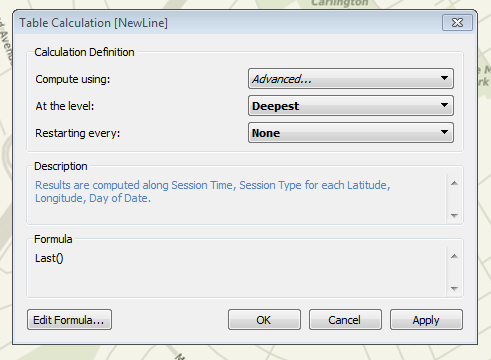 Carlington
Table Calculation [NewLine]
Calculation Definition
Compute using:
Advanced...
At the level:
Deepest
Restarting every:
None
Description
Results are computed along Session Time, Session Type for each Latitude,
Longitude, Day of Date.
Formula
Last()
Edit Formula...
OK
Cancel
Apply